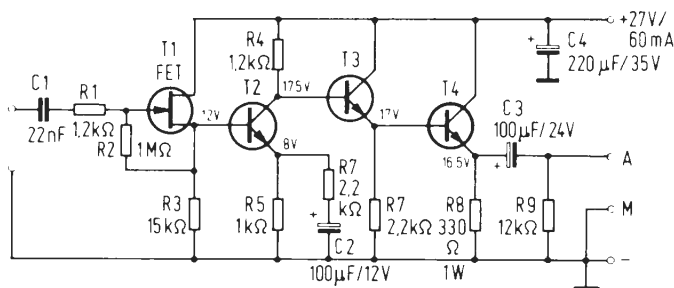 +27V/
60mA
C4
220 µF/35V
R4
1,2kΩ
T1
FET
T2
T3
T4
17.5V
C1
22nF
R1
1,2kΩ
R2
1MΩ
12V
8V
17V
16.5V
C3
100µF/24V
A
R7
2,2
kΩ
R3
15kΩ
R5
1kΩ
C2
100µF/12V
R7
2,2kΩ
R8
330
Ω
1W
R9
12kΩ
M
–